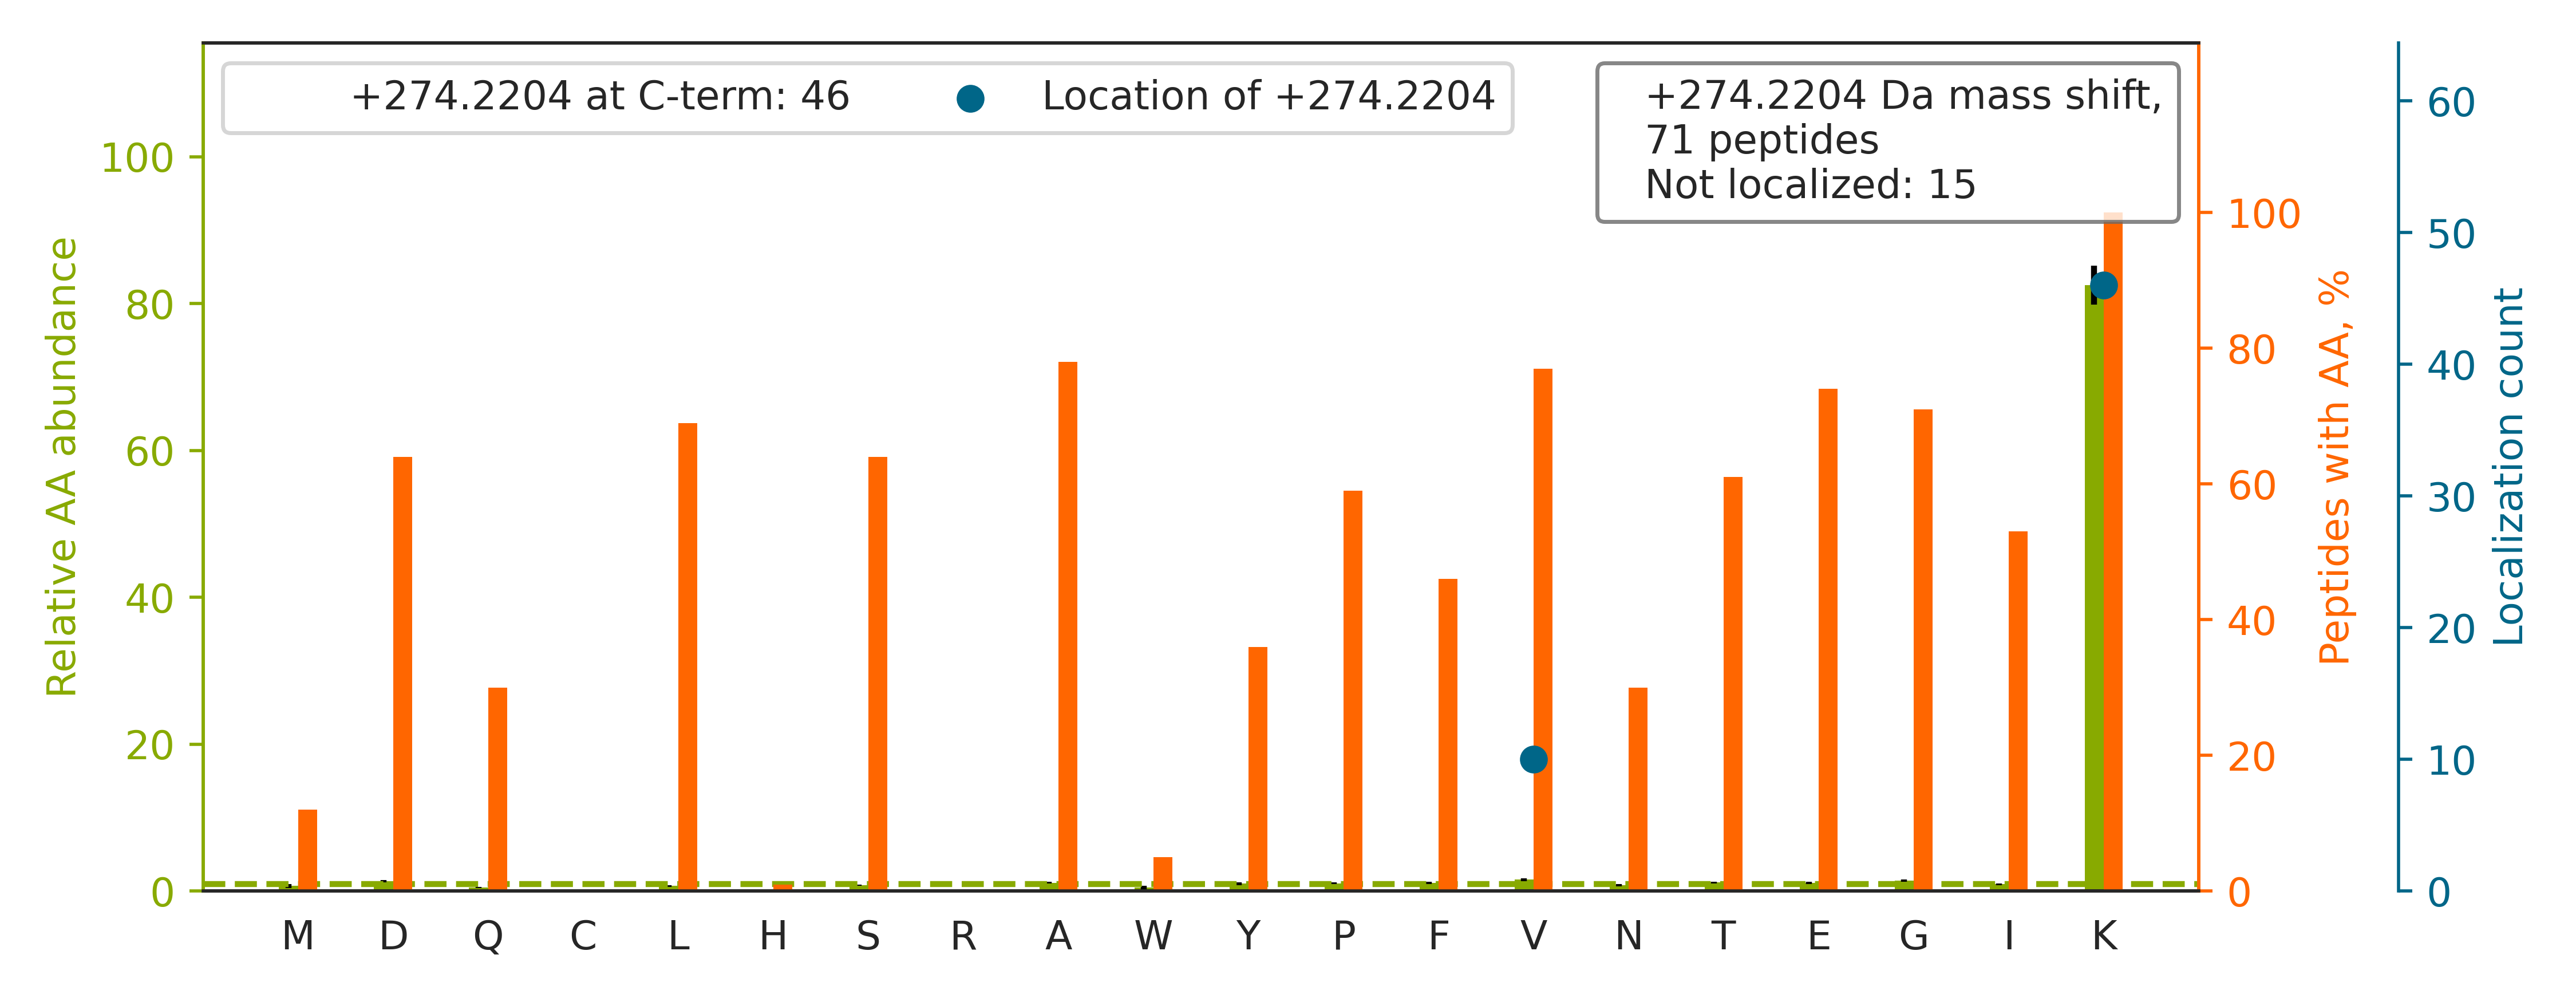 +274.2204 at C-term: 46
Location of +274.2204
+274.2204 Da mass shift,
71 peptides
Not localized: 15
Relative AA abundance
100
80
60
40
20
0
M D Q C L H S R A W Y P F V N T E G I K
100
80
60
40
20
0
Peptides with AA, %
60
50
40
30
20
10
0
Localization count